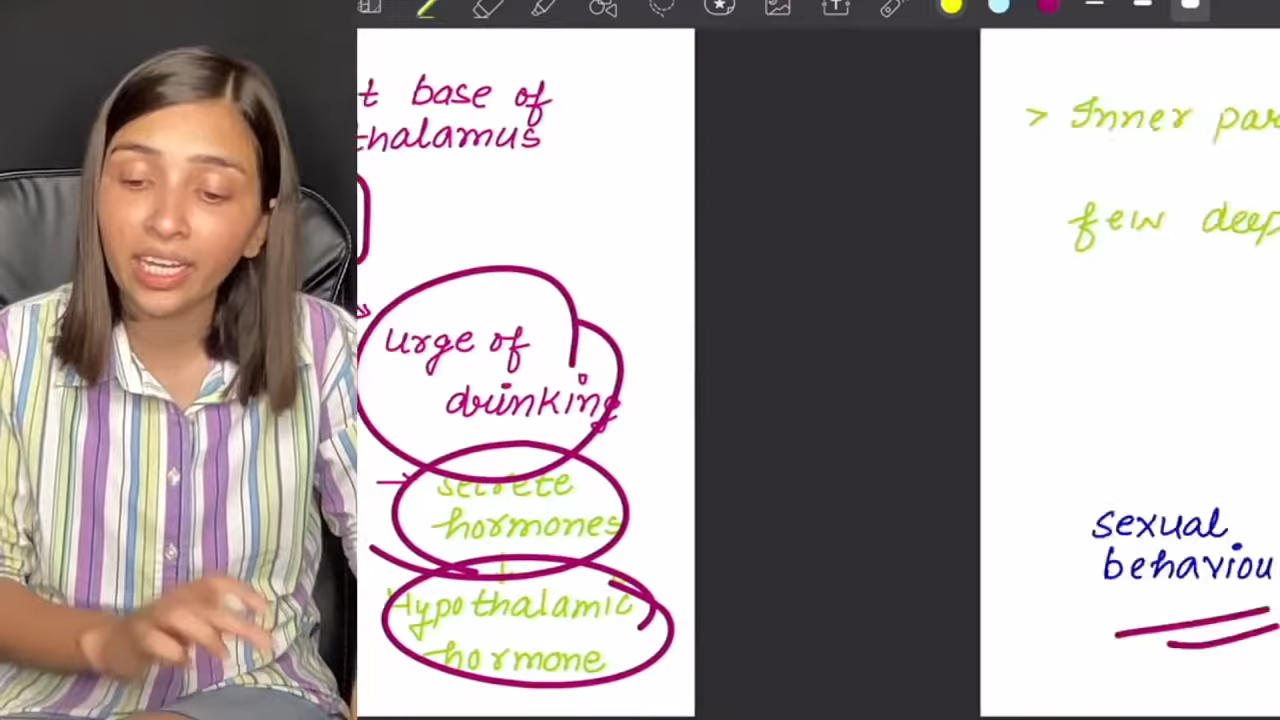 t base of
thalamus
urge of
drinking
→ secrete
hormones
↓
Hypothalamic
hormone
> Inner par
few deep
sexual
behaviou